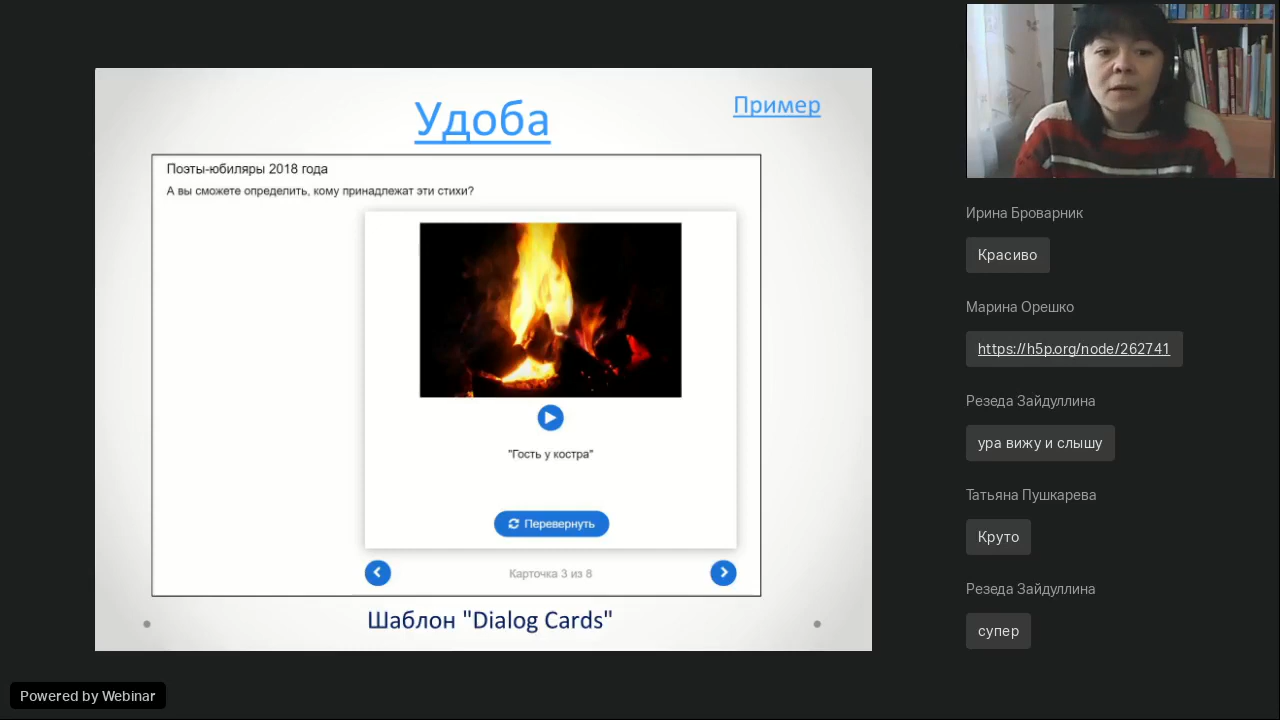 Удоба
Пример
Поэты-юбиляры 2018 года
А вы сможете определить, кому принадлежат эти стихи?
"Гость у костра"
Перевернуть
Карточка 3 из 8
Шаблон "Dialog Cards"
Ирина Броварник
Красиво
Марина Орешко
https://h5p.org/node/262741
Резеда Зайдуллина
ура вижу и слышу
Татьяна Пушкарева
Круто
Резеда Зайдуллина
супер
Powered by Webinar